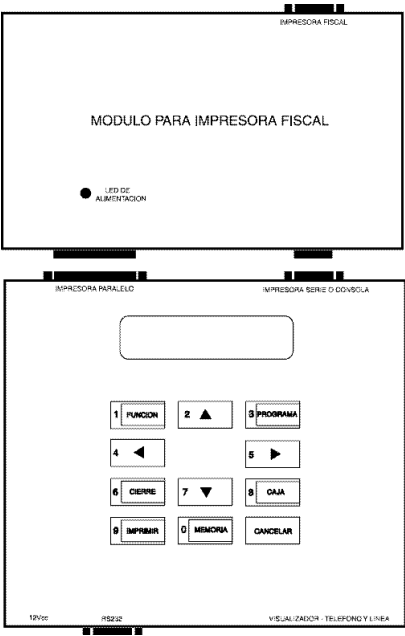 IMPRESORA FISCAL
MODULO PARA IMPRESORA FISCAL
LED DE
ALIMENTACION
IMPRESORA PARALELO
IMPRESORA SERIE O CONSOLA
1 FUNCION
2 ▲
3 PROGRAMA
4 ◀
5 ▶
6 CIERRE
7 ▼
8 CAJA
9 IMPRIMIR
0 MEMORIA
CANCELAR
12Vcc
RS232
VISUALIZADOR - TELEFONO Y LINEA